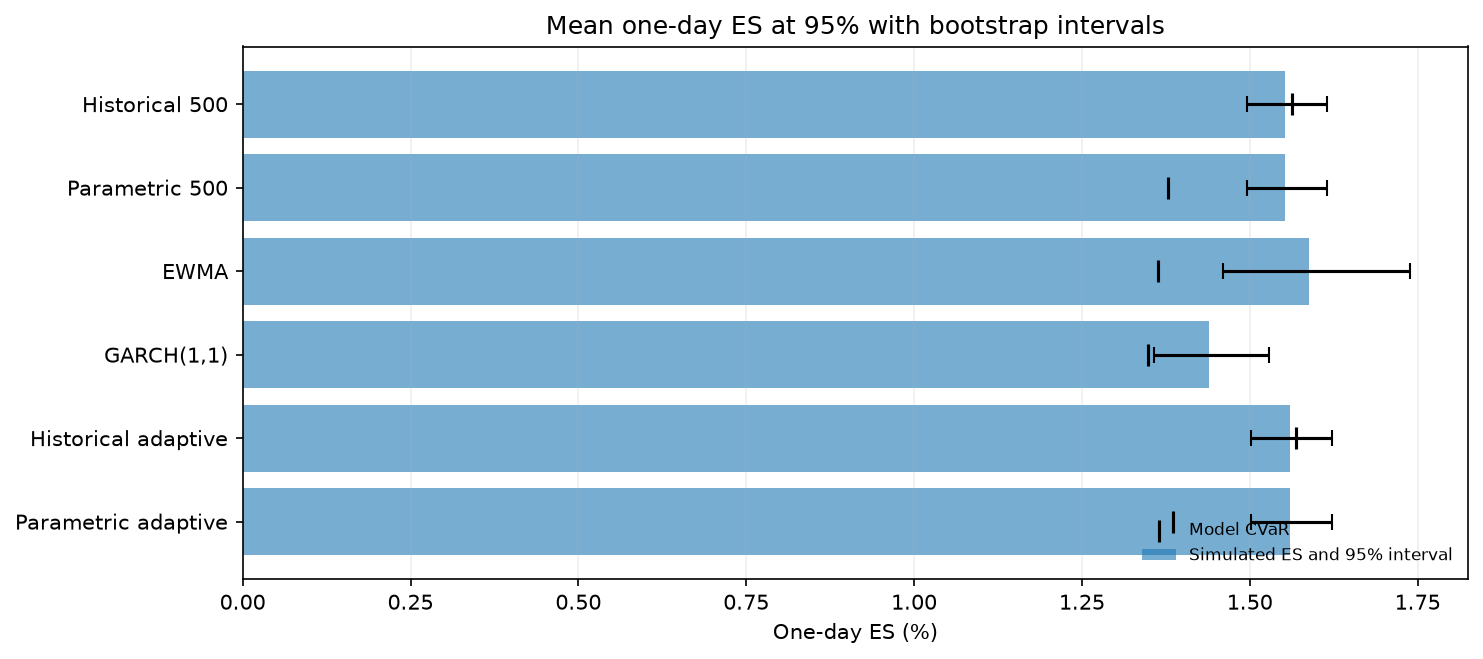 Mean one-day ES at 95% with bootstrap intervals
Historical 500
Parametric 500
EWMA
GARCH(1,1)
Historical adaptive
Parametric adaptive
Model CVaR
Simulated ES and 95% interval
0.00 0.25 0.50 0.75 1.00 1.25 1.50 1.75
One-day ES (%)